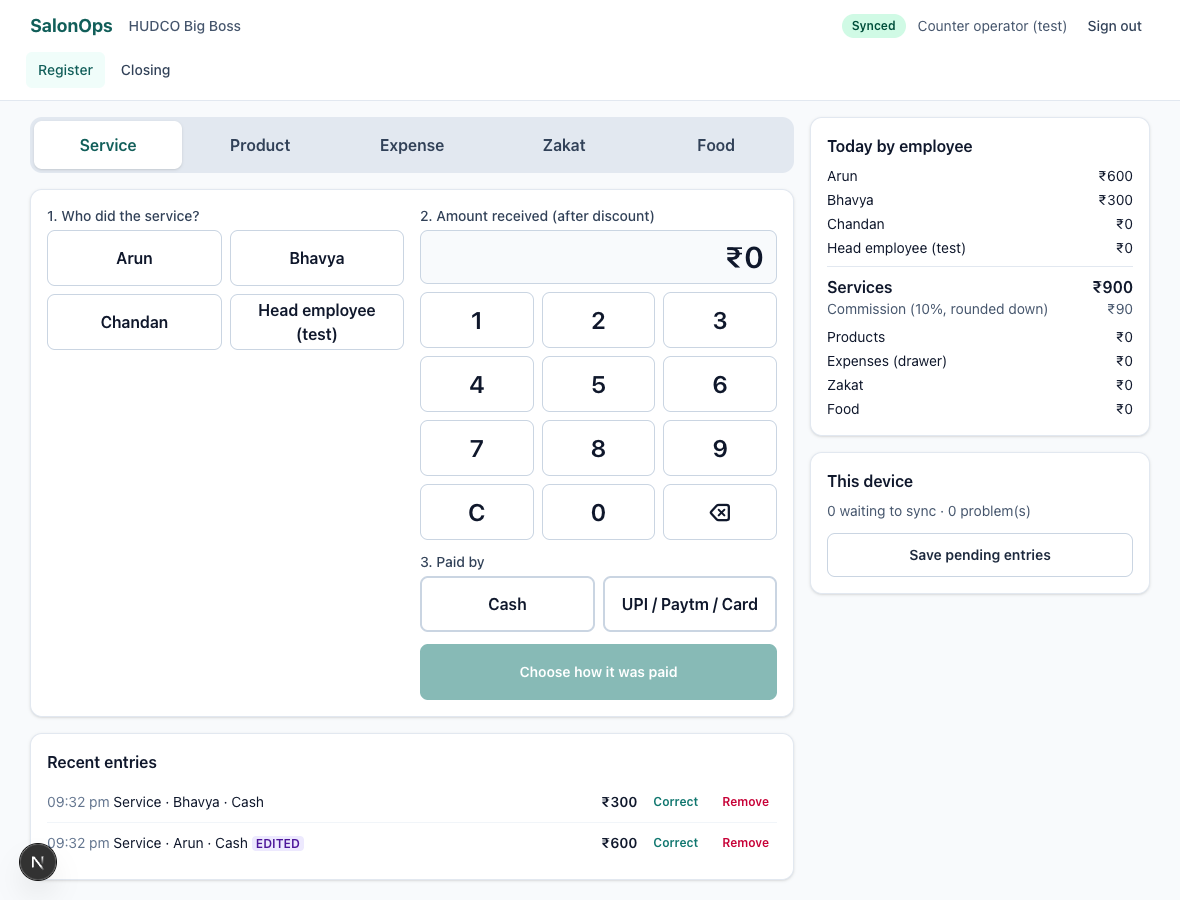 SalonOps HUDCO Big Boss Synced Counter operator (test) Sign out
Register Closing
Service Product Expense Zakat Food
1. Who did the service?
Arun Bhavya
Chandan Head employee (test)
2. Amount received (after discount)
₹0
1 2 3
4 5 6
7 8 9
C 0
3. Paid by
Cash UPI / Paytm / Card
Choose how it was paid
Recent entries
09:32 pm Service · Bhavya · Cash ₹300 Correct Remove
09:32 pm Service · Arun · Cash EDITED ₹600 Correct Remove
N
Today by employee
Arun ₹600
Bhavya ₹300
Chandan ₹0
Head employee (test) ₹0
Services ₹900
Commission (10%, rounded down) ₹90
Products ₹0
Expenses (drawer) ₹0
Zakat ₹0
Food ₹0
This device
0 waiting to sync · 0 problem(s)
Save pending entries